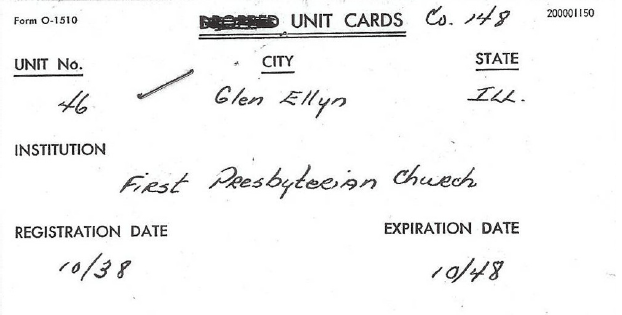 Form O-1510 DROPPED UNIT CARDS Co. 148 200001150
UNIT No. CITY STATE
46 Glen Ellyn ILL.
INSTITUTION
First Presbyterian Church
REGISTRATION DATE EXPIRATION DATE
10/38 10/48